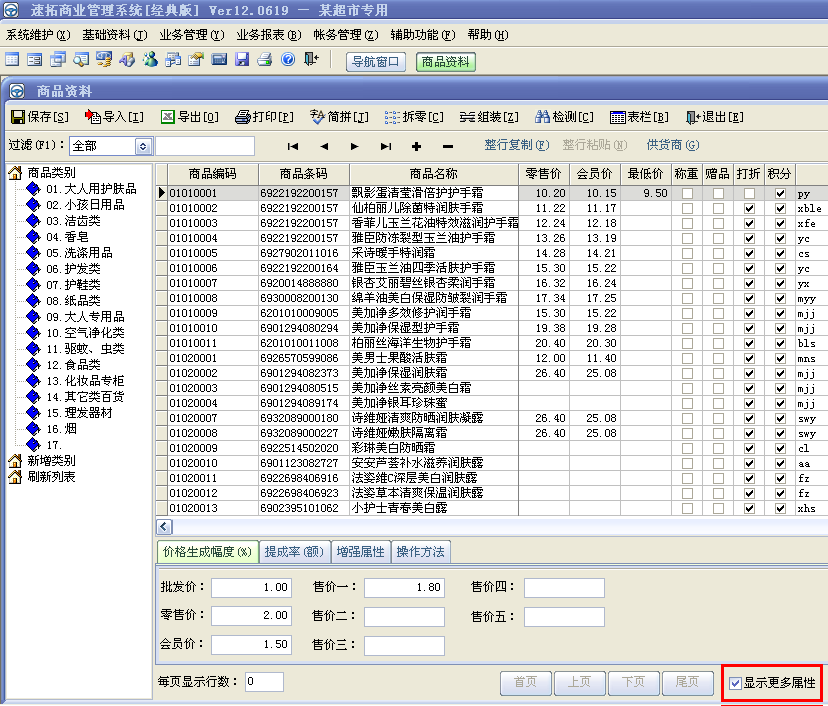 速拓商业管理系统[经典版] Ver12.0619 — 某超市专用
系统维护(X) 基础资料(J) 业务管理(Y) 业务报表(B) 帐务管理(Z) 辅助功能(F) 帮助(H)
导航窗口 商品资料
商品资料
保存[S] 导入[I] 导出[O] 打印[P] 简拼[J] 拆零[C] 组装[Z] 检测[C] 表栏[B] 退出[E]
过滤(F1): 全部 整行复制(F) 整行粘贴(N) 供货商(G)
商品类别
01.大人用护肤品
02.小孩日用品
03.洁齿类
04.香皂
05.洗涤用品
06.护发类
07.护鞋类
08.纸品类
09.大人专用品
10.空气净化类
11.驱蚊、虫类
12.食品类
13.化妆品专柜
14.其它类百货
15.理发器材
16.烟
17.
新增类别
刷新列表
商品编码 商品条码 商品名称 零售价 会员价 最低价 称重 赠品 打折 积分
01010001 6922192200157 飘影蛋清莹滑倍护护手霜 10.20 10.15 9.50 py
01010002 6922192200157 仙柏丽儿除菌特润肤手霜 11.22 11.17 xble
01010003 6922192200157 香菲儿玉兰花油特效滋润护手霜 12.24 12.18 xfe
01010004 6922192200157 雅臣防冻裂型玉兰油护手霜 13.26 13.19 yc
01010005 6927902011016 采诗暖手特润霜 14.28 14.21 cs
01010006 6922192200164 雅臣玉兰油四季活肤护手霜 15.30 15.22 yc
01010007 6920014888880 银杏艾丽碧丝银杏柔润手霜 16.32 16.24 yx
01010008 6930008200130 绵羊油美白保湿防皱裂润手霜 17.34 17.25 myy
01010009 6201010009005 美加净多效修护润手霜 15.30 15.22 mjj
01010010 6901294080294 美加净保湿型护手霜 19.38 19.28 mjj
01010011 6201010011008 柏丽丝海洋生物护手霜 20.40 20.30 bls
01020001 6926570599086 美男士果酸活肤霜 12.00 11.40 mns
01020002 6901294082373 美加净保湿润肤霜 26.40 25.08 mjj
01020003 6901294080515 美加净丝素亮颜美白霜 mjj
01020004 6901294089174 美加净银耳珍珠蜜 mjj
01020007 6932089000180 诗维娅清爽防晒润肤凝露 26.40 25.08 swy
01020008 6932089000227 诗维娅嫩肤隔离霜 26.40 25.08 swy
01020009 6922514502020 彩琳美白防晒霜 cl
01020010 6901123082727 安安芦荟补水滋养润肤露 aa
01020011 6922698406916 法姿维C深层美白润肤露 fz
01020012 6922698406923 法姿草本清爽保温润肤露 fz
01020013 6902395101062 小护士青春美白露 xhs
价格生成幅度(%) 提成率(额) 增强属性 操作方法
批发价: 1.00 售价一: 1.80 售价四:
零售价: 2.00 售价二: 售价五:
会员价: 1.50 售价三:
每页显示行数: 0 首页 上页 下页 尾页 显示更多属性